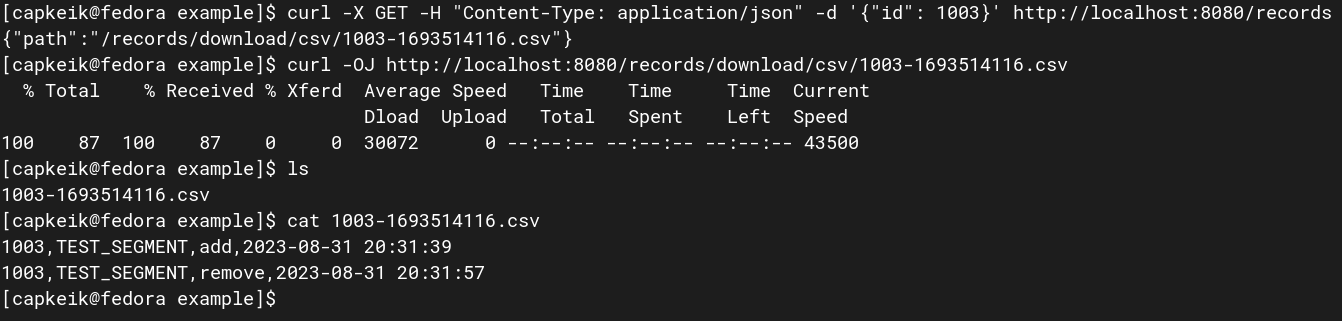 [capkeik@fedora example]$ curl -X GET -H "Content-Type: application/json" -d '{"id": 1003}' http://localhost:8080/records
{"path":"/records/download/csv/1003-1693514116.csv"}
[capkeik@fedora example]$ curl -OJ http://localhost:8080/records/download/csv/1003-1693514116.csv
  % Total    % Received % Xferd  Average Speed   Time    Time     Time  Current
                                 Dload  Upload   Total   Spent    Left  Speed
100    87  100    87    0     0  30072      0 --:--:-- --:--:-- --:--:-- 43500
[capkeik@fedora example]$ ls
1003-1693514116.csv
[capkeik@fedora example]$ cat 1003-1693514116.csv
1003,TEST_SEGMENT,add,2023-08-31 20:31:39
1003,TEST_SEGMENT,remove,2023-08-31 20:31:57
[capkeik@fedora example]$